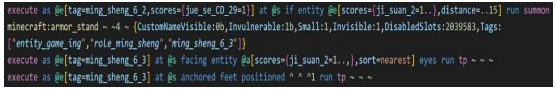 execute as @e[tag=ming_sheng_6_2,scores={jue_se_CD_29=1}] at @s if entity @e[scores={ji_suan_2=1..},distance=..15] run summon
minecraft:armor_stand ~ ~4 ~ {CustomNameVisible:0b,Invulnerable:1b,Small:1,Invisible:1,DisabledSlots:2039583,Tags:
["entity_game_ing","role_ming_sheng","ming_sheng_6_3"]}
execute as @e[tag=ming_sheng_6_3] at @s facing entity @a[scores={ji_suan_2=1..,},sort=nearest] eyes run tp ~ ~ ~
execute as @e[tag=ming_sheng_6_3] at @s anchored feet positioned ^ ^ ^1 run tp ~ ~ ~